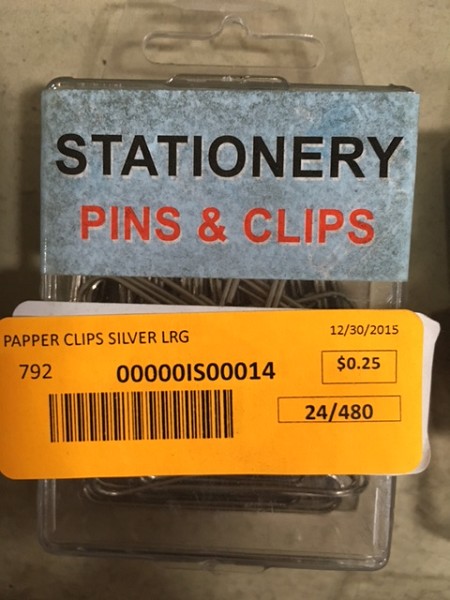 STATIONERY
PINS & CLIPS
PAPPER CLIPS SILVER LRG
12/30/2015
792
00000IS00014
$0.25
24/480